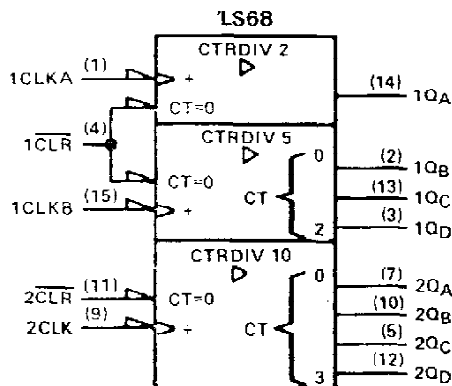 'LS68
CTRDIV 2
1CLKA (1) +
(14) 1QA
CT=0
1CLR (4)
CTRDIV 5
0
(2) 1QB
CT=0
CT
(13) 1QC
1CLKB (15) +
2
(3) 1QD
CTRDIV 10
0
(7) 2QA
2CLR (11) CT=0
(10) 2QB
2CLK (9) +
CT
(5) 2QC
3
(12) 2QD